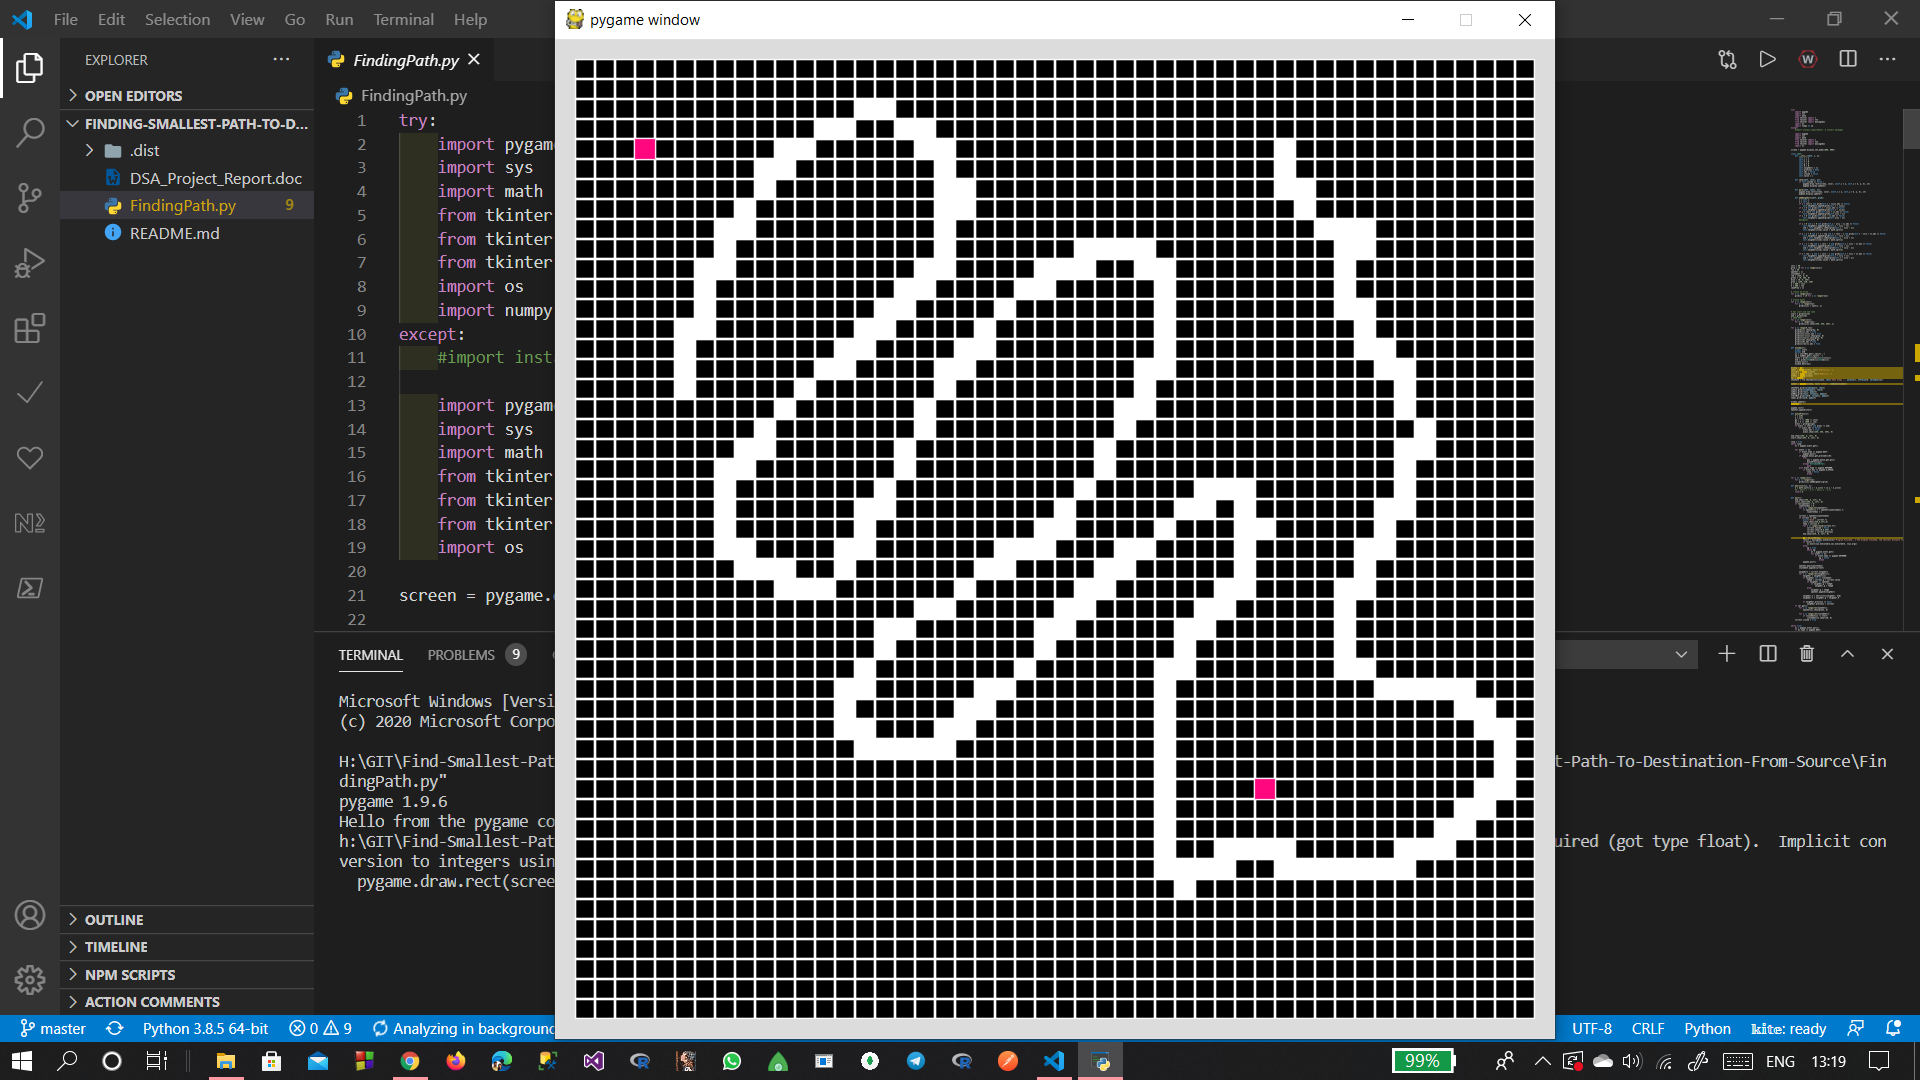 File Edit Selection View Go Run Terminal Help
pygame window
EXPLORER
OPEN EDITORS
FINDING-SMALLEST-PATH-TO-D...
.dist
DSA_Project_Report.doc
FindingPath.py 9
README.md
FindingPath.py
FindingPath.py
1 try:
2 import pygam
3 import sys
4 import math
5 from tkinter
6 from tkinter
7 from tkinter
8 import os
9 import numpy
10 except:
11 #import inst
12
13 import pygam
14 import sys
15 import math
16 from tkinter
17 from tkinter
18 from tkinter
19 import os
20
21 screen = pygame.
22
TERMINAL PROBLEMS 9
Microsoft Windows [Versi
(c) 2020 Microsoft Corpo
H:\GIT\Find-Smallest-Pat t-Path-To-Destination-From-Source\Fin
dingPath.py"
pygame 1.9.6
Hello from the pygame co
h:\GIT\Find-Smallest-Pat uired (got type float).  Implicit con
version to integers usin
pygame.draw.rect(scree
OUTLINE
TIMELINE
NPM SCRIPTS
ACTION COMMENTS
master Python 3.8.5 64-bit 0 9 Analyzing in background UTF-8 CRLF Python kite: ready
99% ENG 13:19